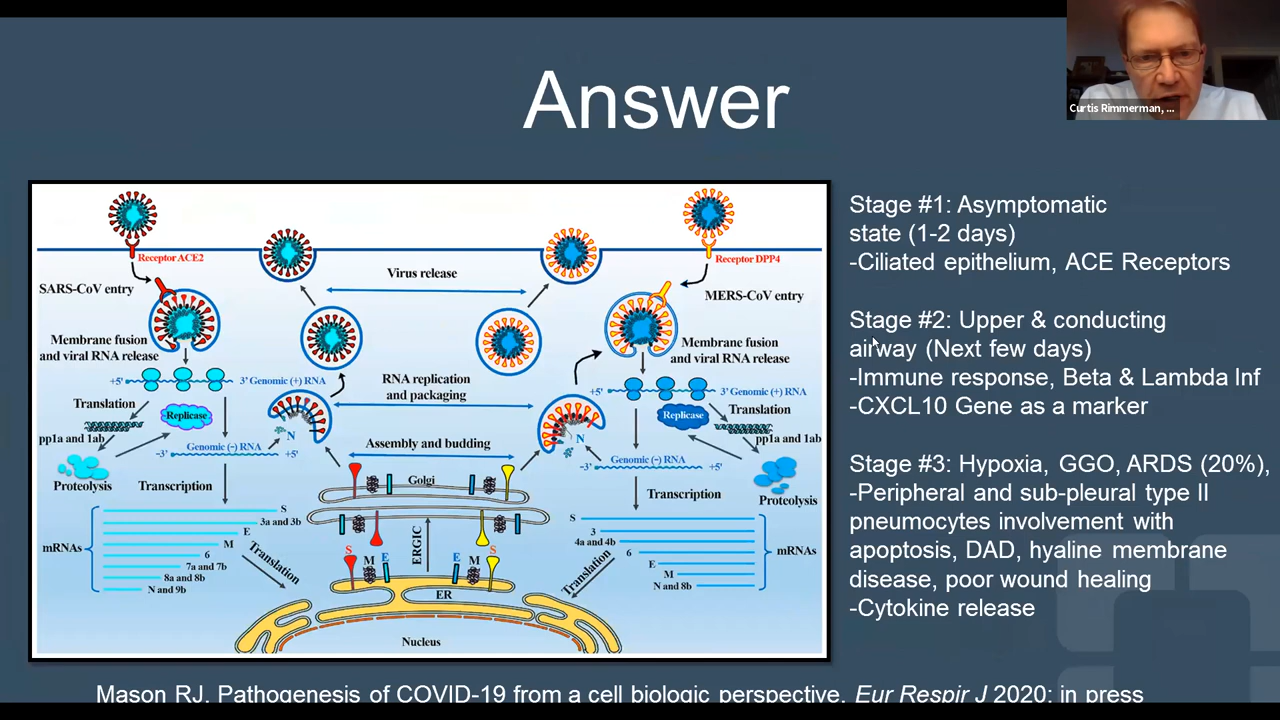 Answer
Curtis Rimmerman, ...
Receptor ACE2
Receptor DPP4
Virus release
SARS-CoV entry
MERS-CoV entry
Membrane fusion
and viral RNA release
Membrane fusion
and viral RNA release
+5'
3' Genomic (+) RNA
RNA replication
and packaging
+5'
3' Genomic (+) RNA
Translation
Replicase
Replicase
Translation
pp1a and 1ab
N
N
pp1a and 1ab
Genomic (−) RNA
-3'
+5'
Assembly and budding
Genomic (−) RNA
-3'
+5'
Proteolysis
Transcription
Golgi
Transcription
Proteolysis
mRNAs
S
3a and 3b
E
M
6
7a and 7b
8a and 8b
N and 9b
Translation
S
M
E
ERGIC
E
M
S
ER
Nucleus
Translation
S
3
4a and 4b
6
E
M
N and 8b
mRNAs
Stage #1: Asymptomatic
state (1-2 days)
-Ciliated epithelium, ACE Receptors
Stage #2: Upper & conducting
airway (Next few days)
-Immune response, Beta & Lambda Inf
-CXCL10 Gene as a marker
Stage #3: Hypoxia, GGO, ARDS (20%),
-Peripheral and sub-pleural type II
pneumocytes involvement with
apoptosis, DAD, hyaline membrane
disease, poor wound healing
-Cytokine release
Mason RJ. Pathogenesis of COVID-19 from a cell biologic perspective. Eur Respir J 2020; in press